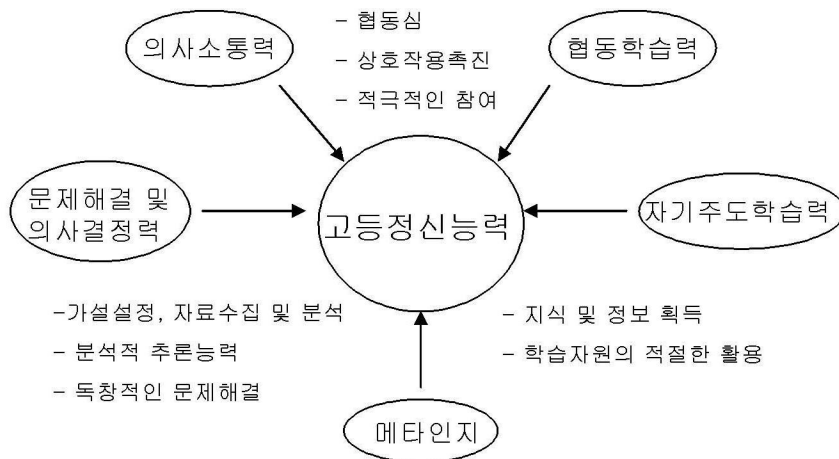 의사소통력
- 협동심
- 상호작용촉진
- 적극적인 참여
협동학습력
문제해결 및
의사결정력
고등정신능력
자기주도학습력
-가설설정, 자료수집 및 분석
- 분석적 추론능력
- 독창적인 문제해결
- 지식 및 정보 획득
- 학습자원의 적절한 활용
메타인지